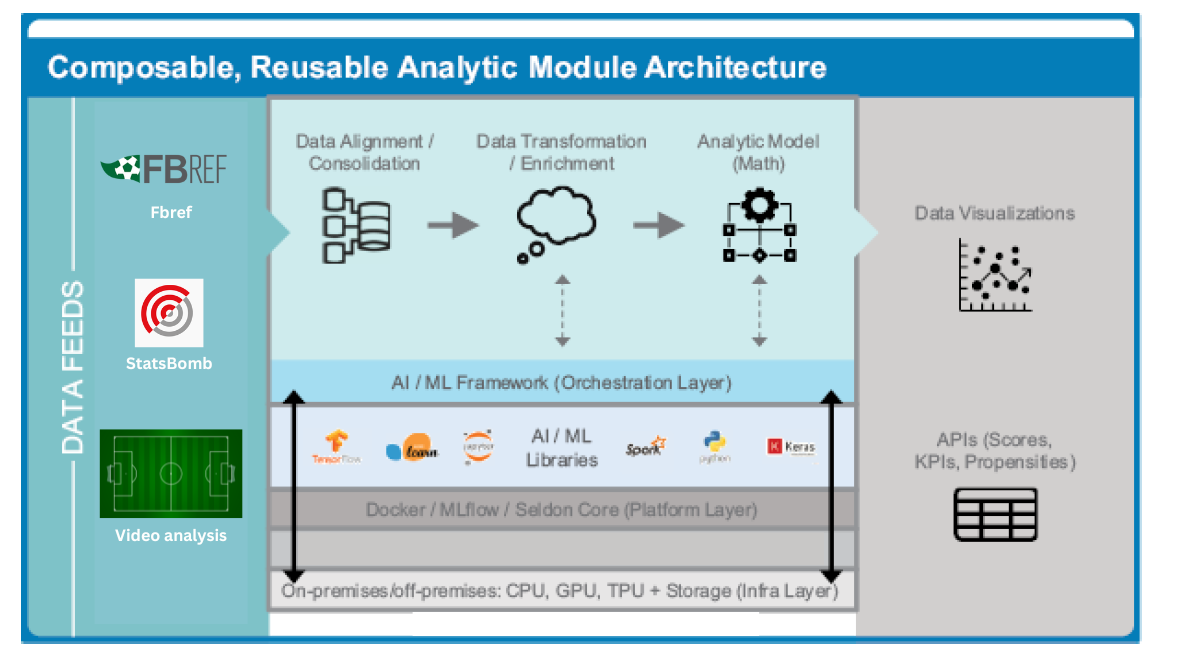 Composable, Reusable Analytic Module Architecture
DATA FEEDS
FBREF
Fbref
StatsBomb
Video analysis
Data Alignment /
Consolidation
Data Transformation
/ Enrichment
Analytic Model
(Math)
AI / ML Framework (Orchestration Layer)
TensorFlow
learn
jupyter
AI / ML
Libraries
Spark
python
K Keras
Docker / MLflow / Seldon Core (Platform Layer)
On-premises/off-premises: CPU, GPU, TPU + Storage (Infra Layer)
Data Visualizations
APIs (Scores,
KPIs, Propensities)